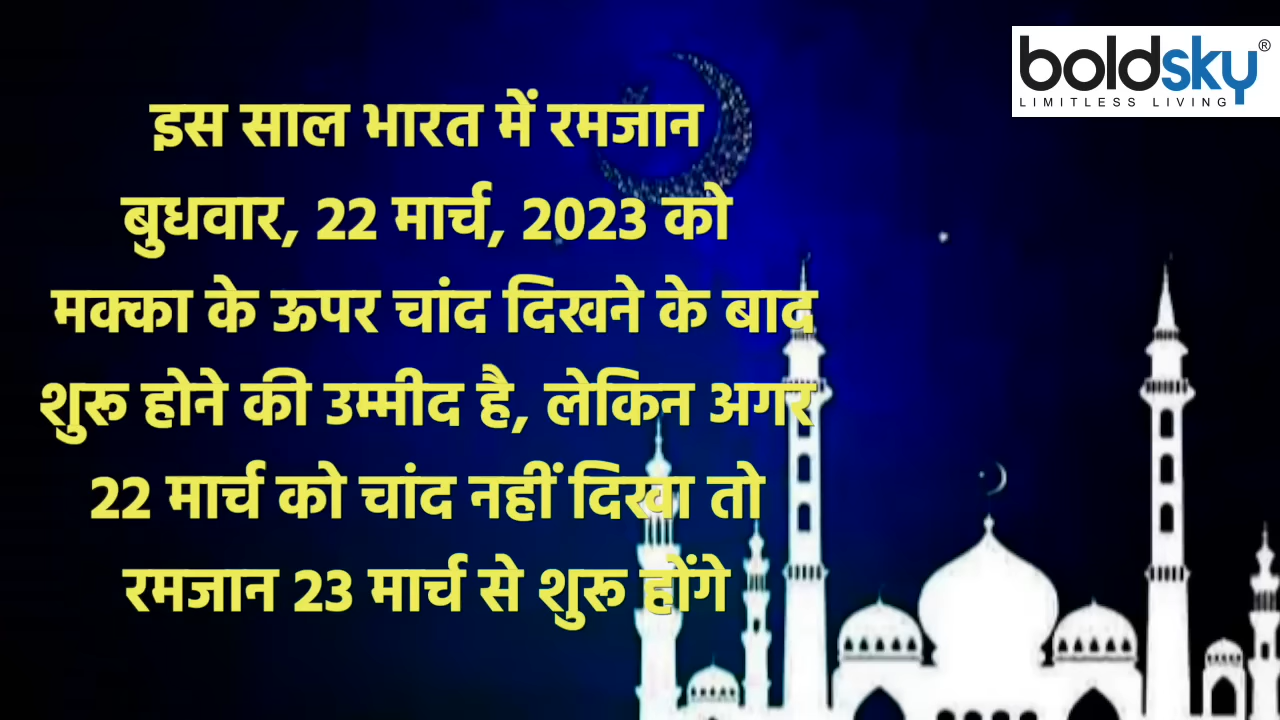 boldsky®
LIMITLESS LIVING
इस साल भारत में रमजान
बुधवार, 22 मार्च, 2023 को
मक्का के ऊपर चांद दिखने के बाद
शुरू होने की उम्मीद है, लेकिन अगर
22 मार्च को चांद नहीं दिखा तो
रमजान 23 मार्च से शुरू होंगे